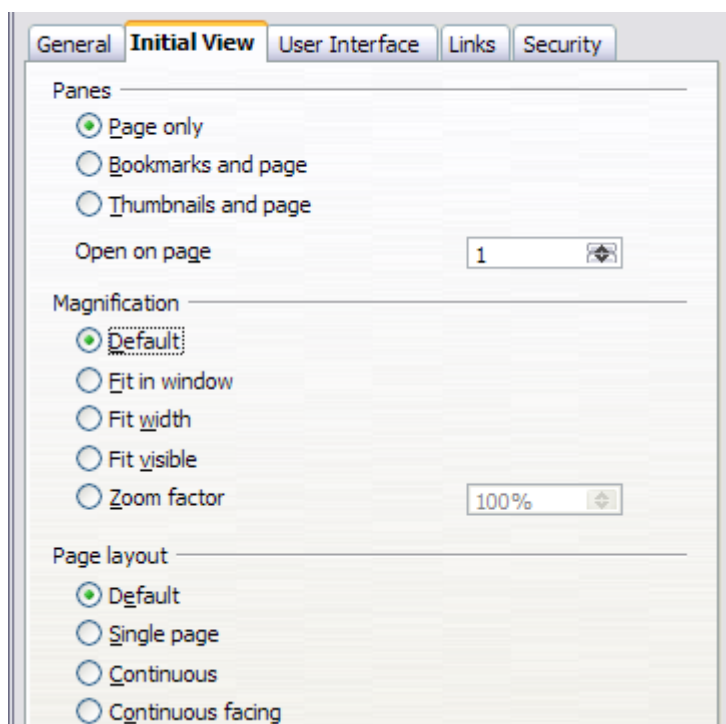 General Initial View User Interface Links Security
Panes
Page only
Bookmarks and page
Thumbnails and page
Open on page 1
Magnification
Default
Fit in window
Fit width
Fit visible
Zoom factor 100%
Page layout
Default
Single page
Continuous
Continuous facing